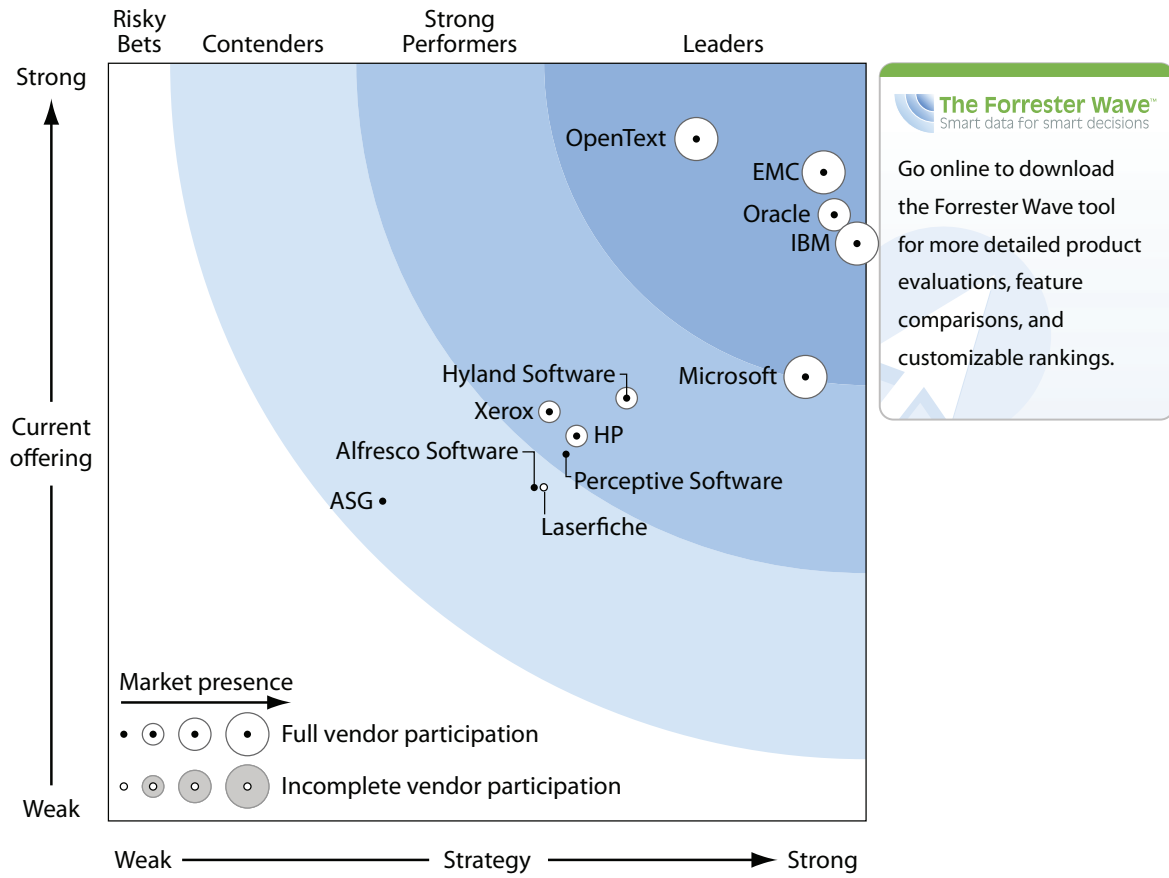 Risky
Bets
Contenders
Strong
Performers
Leaders
Strong
OpenText
EMC
Oracle
IBM
The Forrester Wave™
Smart data for smart decisions
Go online to download
the Forrester Wave tool
for more detailed product
evaluations, feature
comparisons, and
customizable rankings.
Hyland Software
Microsoft
Xerox
HP
Current
offering
Alfresco Software
Perceptive Software
ASG
Laserfiche
Market presence
Full vendor participation
Incomplete vendor participation
Weak
Weak
Strategy
Strong